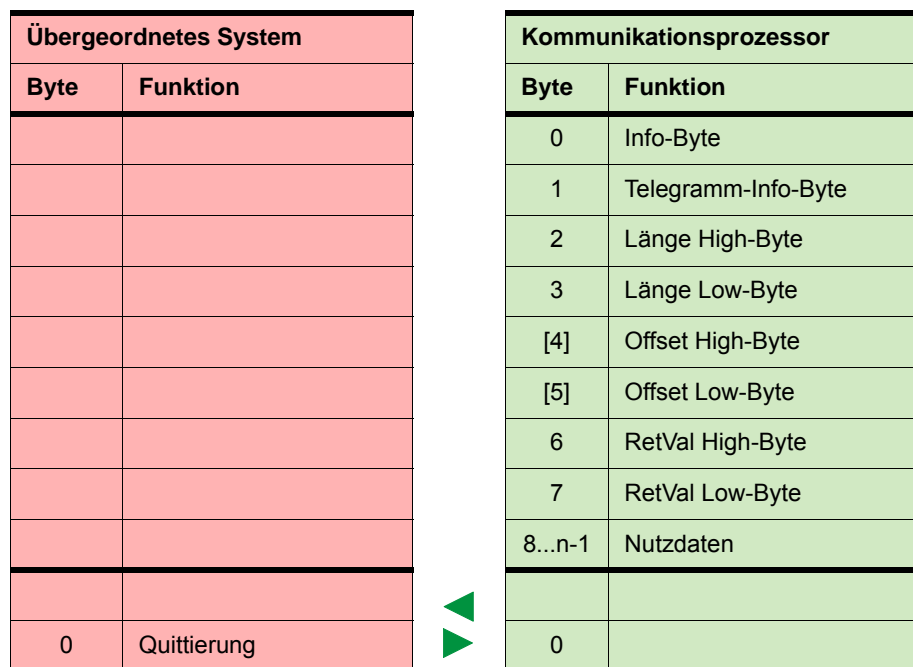 Übergeordnetes System Kommunikationsprozessor
Byte Funktion Byte Funktion
0 Info-Byte
1 Telegramm-Info-Byte
2 Länge High-Byte
3 Länge Low-Byte
[4] Offset High-Byte
[5] Offset Low-Byte
6 RetVal High-Byte
7 RetVal Low-Byte
8...n-1 Nutzdaten
0 Quittierung 0